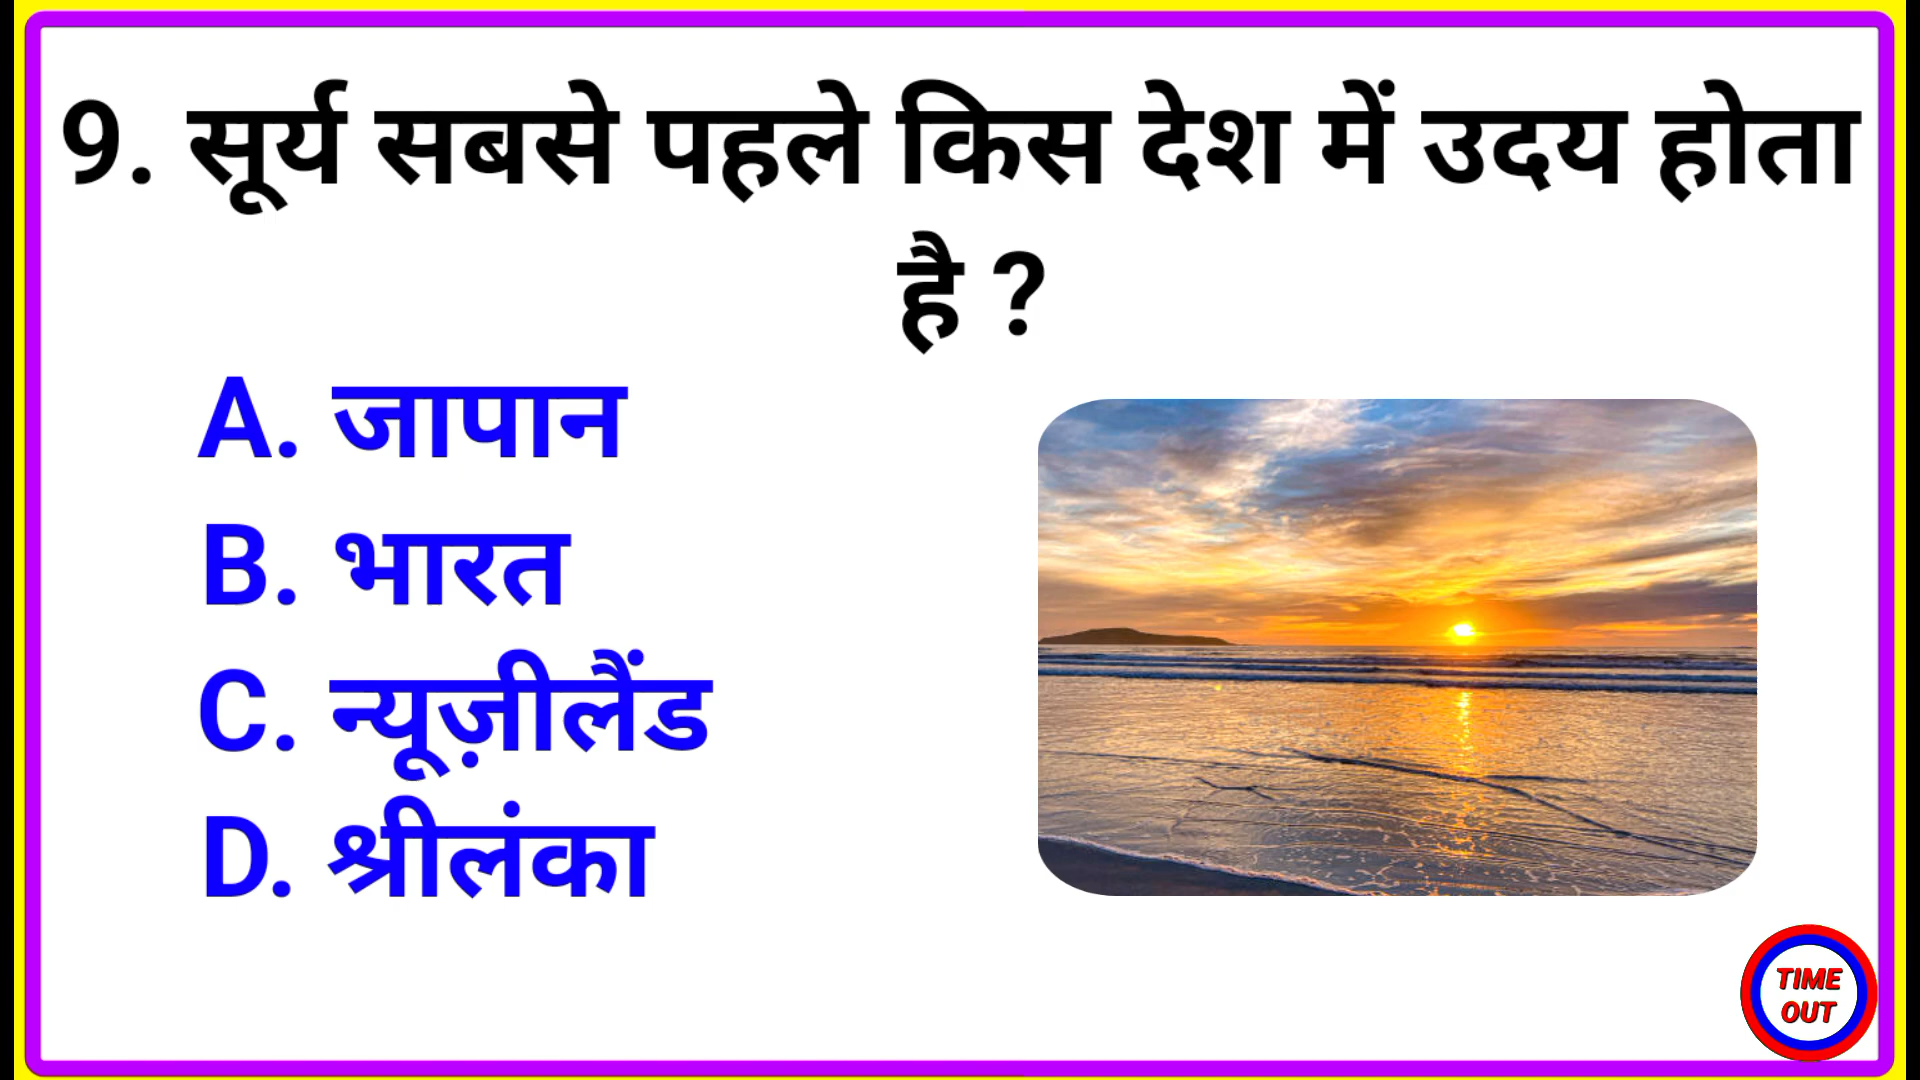 9. सूर्य सबसे पहले किस देश में उदय होता
है ?
A. जापान
B. भारत
C. न्यूज़ीलैंड
D. श्रीलंका
TIME
OUT